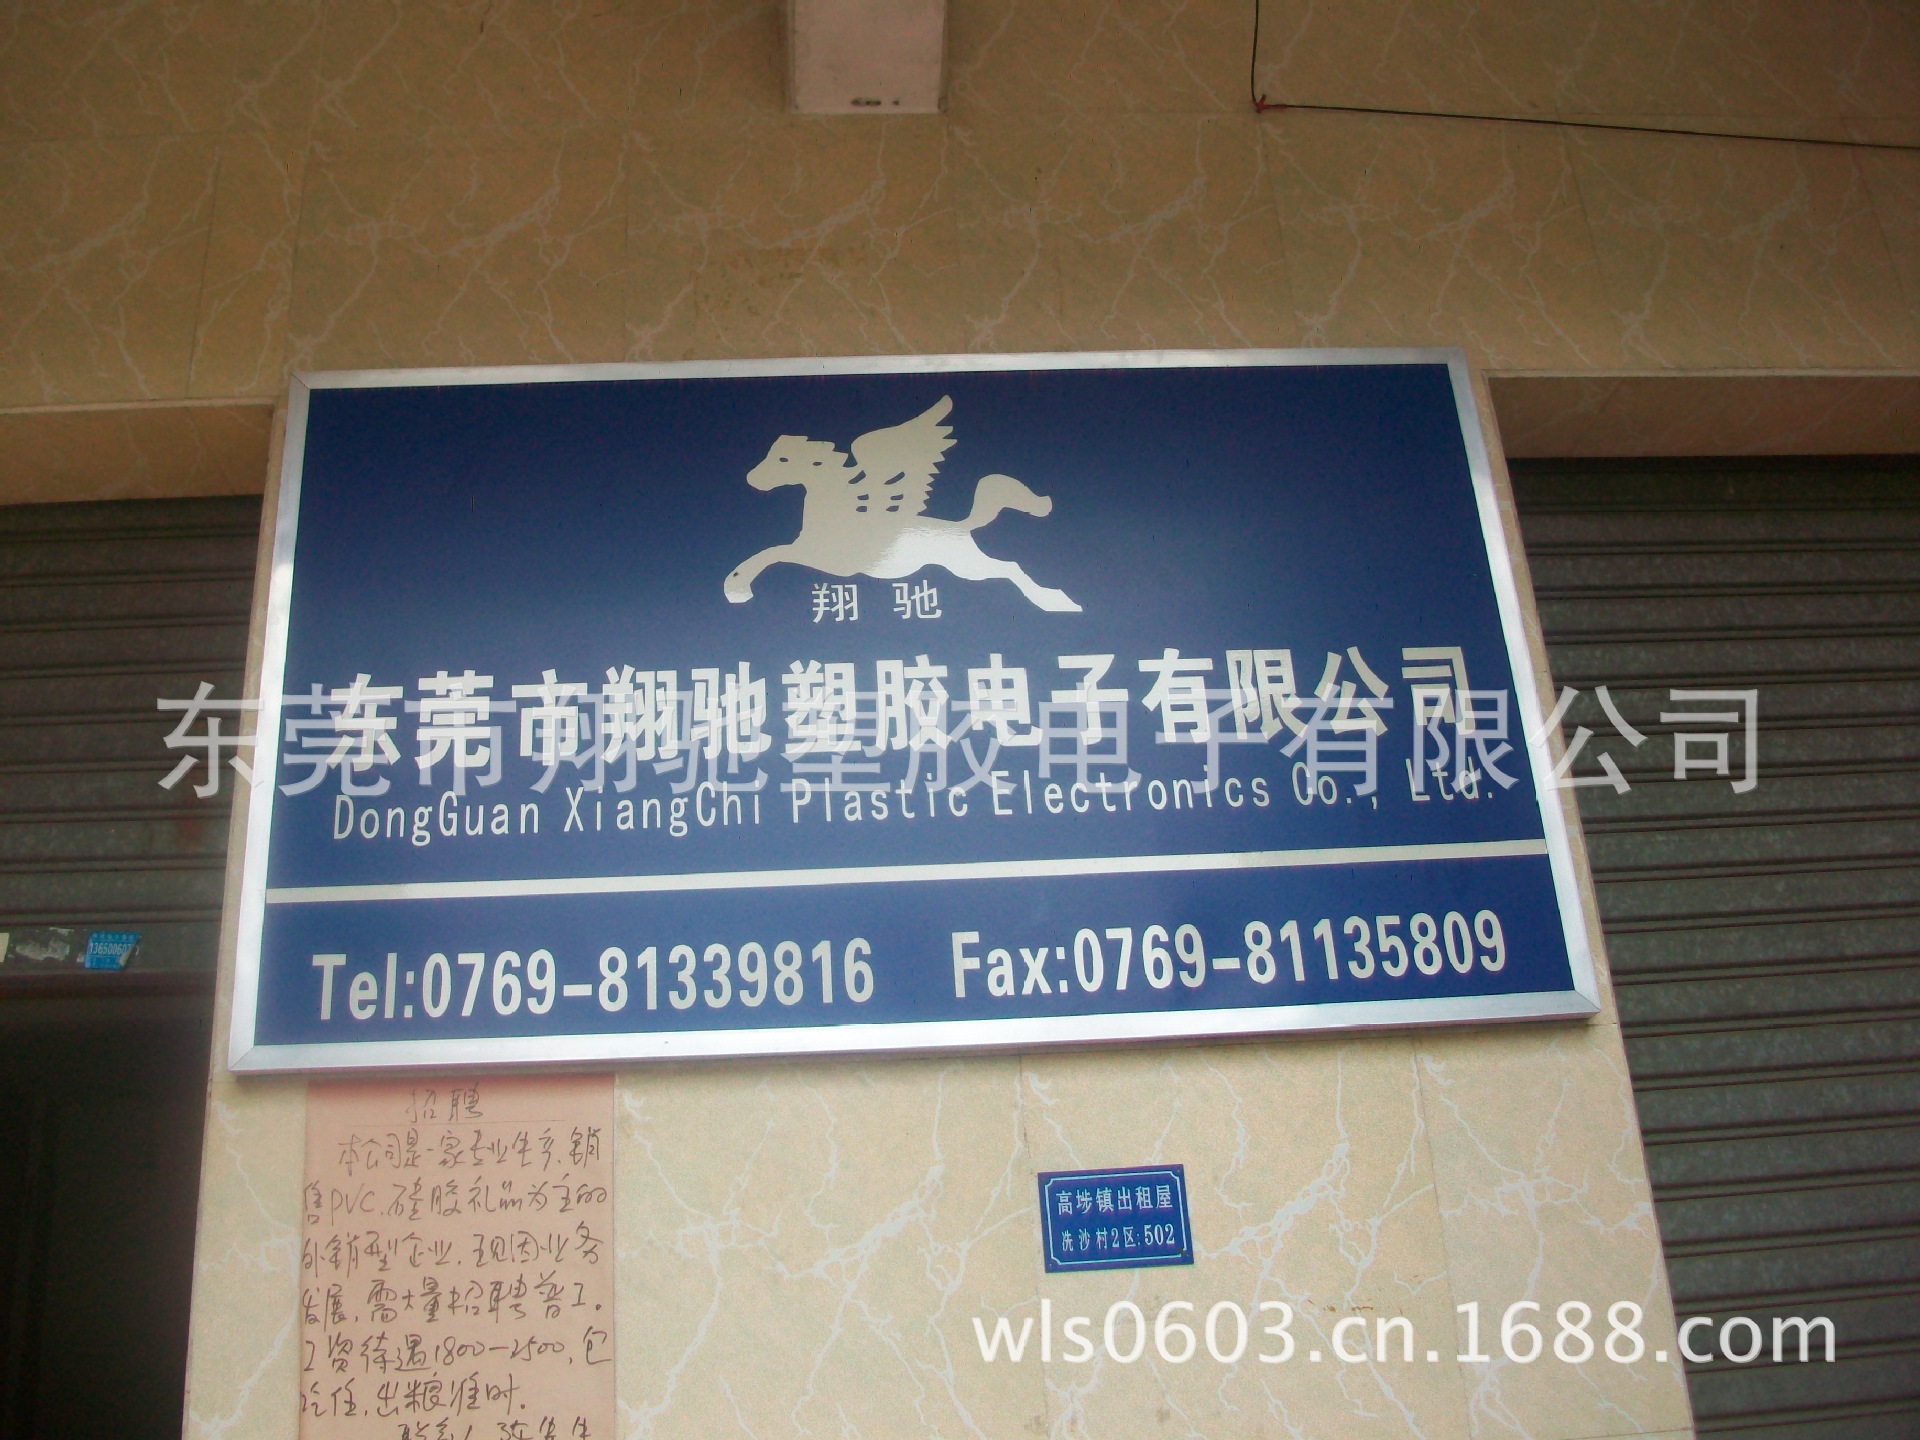 翔驰
东莞市翔驰塑胶电子有限公司
东莞市翔驰塑胶电子有限公司
DongGuan XiangChi Plastic Electronics Co., Ltd.
Tel:0769-81339816 Fax:0769-81135809
招聘
本公司是一家专业生产、销
售PVC、硅胶礼品为主的
外销型企业,现因业务
发展,需大量招聘普工。
工资待遇1800-2500,包
吃住,出粮准时。
高埗镇出租屋
冼沙村2区:502
wls0603.cn.1688.com